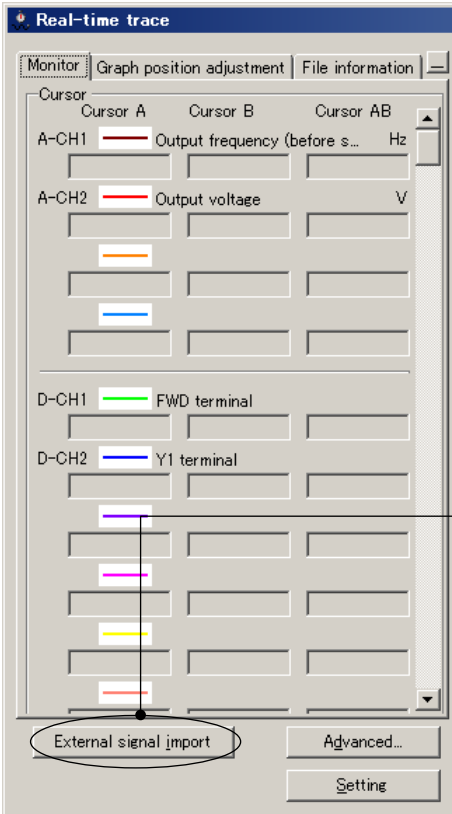 Real-time trace
Monitor Graph position adjustment File information
Cursor
Cursor A Cursor B Cursor AB
A-CH1 Output frequency (before s... Hz
A-CH2 Output voltage V
D-CH1 FWD terminal
D-CH2 Y1 terminal
External signal import Advanced...
Setting